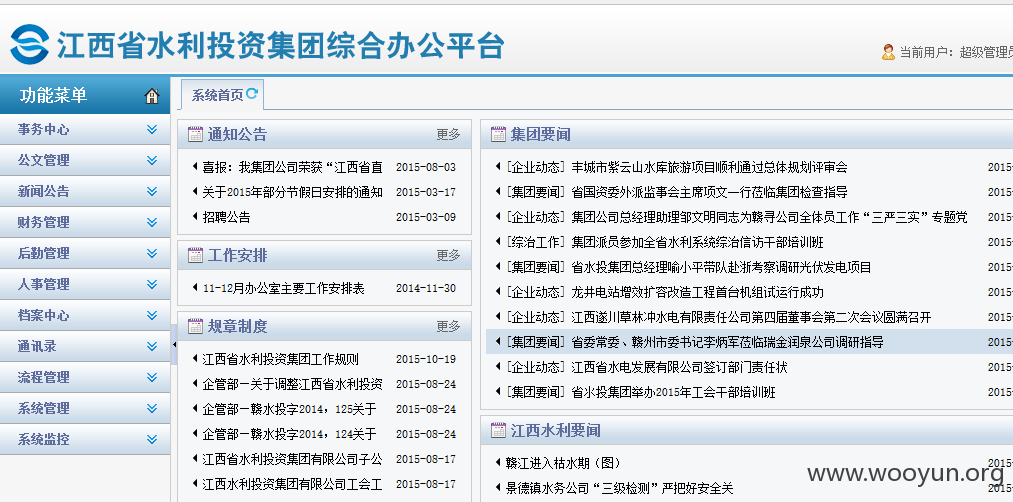 江西省水利投资集团综合办公平台
当前用户：超级管理员
功能菜单
事务中心
公文管理
新闻公告
财务管理
后勤管理
人事管理
档案中心
通讯录
流程管理
系统管理
系统监控
系统首页
通知公告 更多
喜报：我集团公司荣获“江西省直 2015-08-03
关于2015年部分节假日安排的通知 2015-03-17
招聘公告 2015-03-09
工作安排 更多
11-12月办公室主要工作安排表 2014-11-30
规章制度 更多
江西省水利投资集团工作规则 2015-10-19
企管部－关于调整江西省水利投资 2015-08-24
企管部－赣水投字2014，125关于 2015-08-24
企管部－赣水投字2014，124关于 2015-08-24
江西省水利投资集团有限公司子公 2015-08-17
江西省水利投资集团有限公司工会工 2015-08-17
集团要闻
[企业动态] 丰城市紫云山水库旅游项目顺利通过总体规划评审会 2015-
[集团要闻] 省国资委外派监事会主席项文一行莅临集团检查指导 2015-
[企业动态] 集团公司总经理助理邹文明同志为赣寻公司全体员工作“三严三实”专题党 2015-
[综治工作] 集团派员参加全省水利系统综治信访干部培训班 2015-
[集团要闻] 省水投集团总经理喻小平带队赴浙考察调研光伏发电项目 2015-
[企业动态] 龙井电站增效扩容改造工程首台机组试运行成功 2015-
[企业动态] 江西遂川草林冲水电有限责任公司第四届董事会第二次会议圆满召开 2015-
[集团要闻] 省委常委、赣州市委书记李炳军莅临瑞金润泉公司调研指导 2015-
[企业动态] 江西省水电发展有限公司签订部门责任状 2015-
[集团要闻] 省水投集团举办2015年工会干部培训班 2015-
江西水利要闻
赣江进入枯水期（图） 2015-
景德镇水务公司“三级检测”严把好安全关 2015-
www.wooyun.org